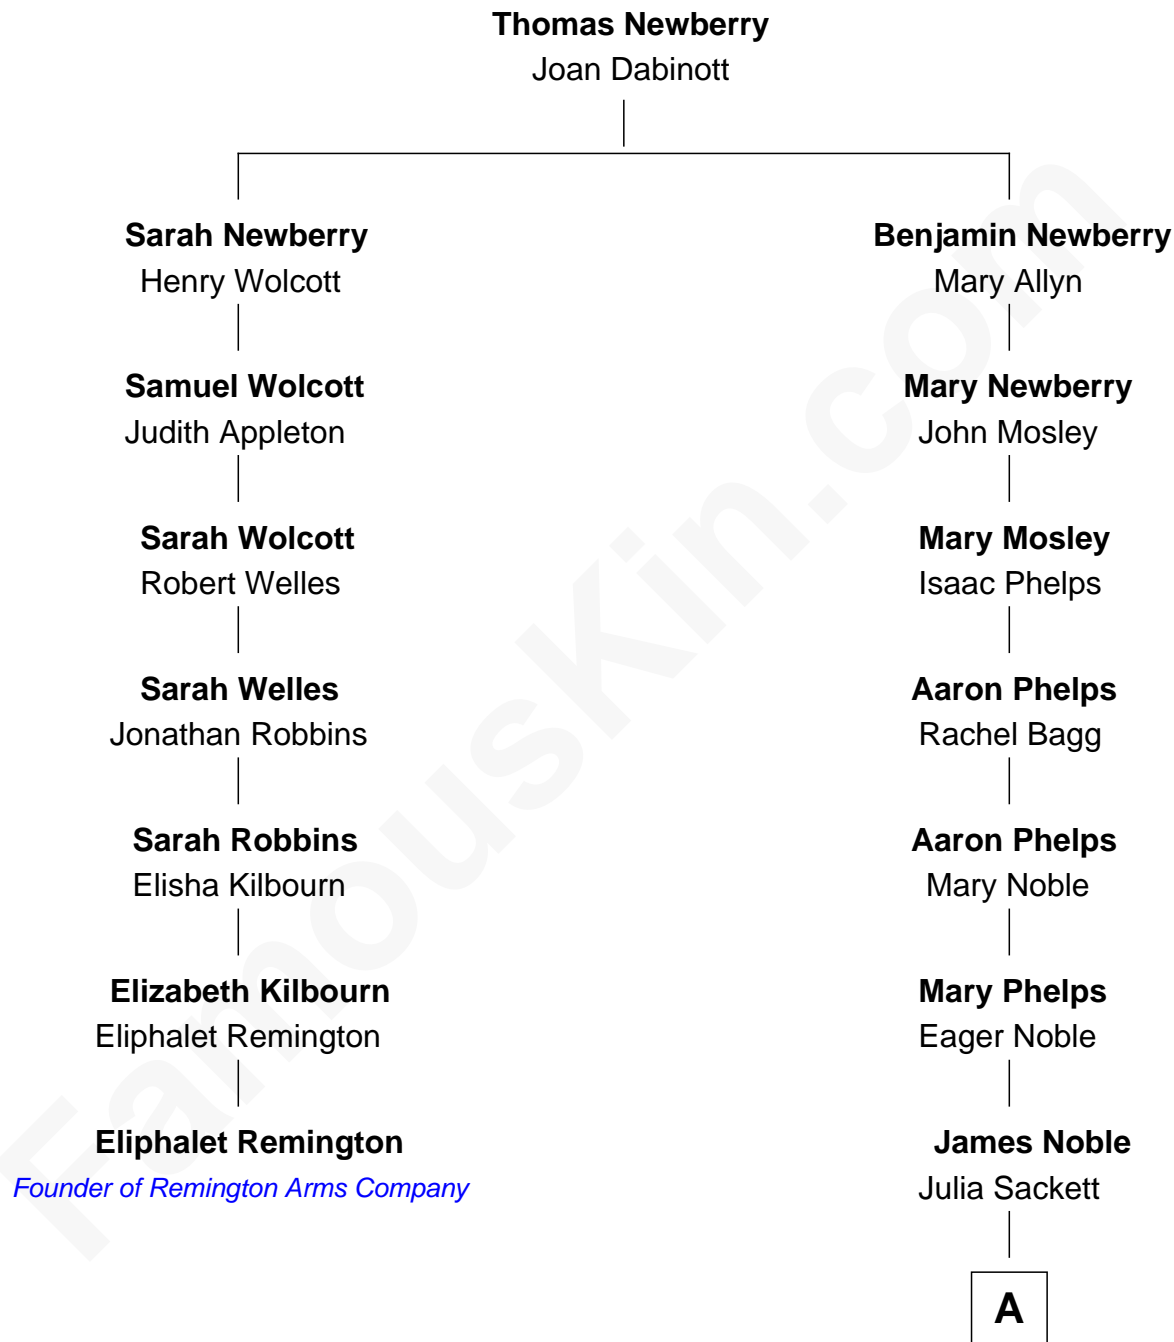 Thomas Newberry
Joan Dabinott
Sarah Newberry
Henry Wolcott
Samuel Wolcott
Judith Appleton
Sarah Wolcott
Robert Welles
Sarah Welles
Jonathan Robbins
Sarah Robbins
Elisha Kilbourn
Elizabeth Kilbourn
Eliphalet Remington
Eliphalet Remington
Founder of Remington Arms Company
Benjamin Newberry
Mary Allyn
Mary Newberry
John Mosley
Mary Mosley
Isaac Phelps
Aaron Phelps
Rachel Bagg
Aaron Phelps
Mary Noble
Mary Phelps
Eager Noble
James Noble
Julia Sackett
A
FamousKin.com